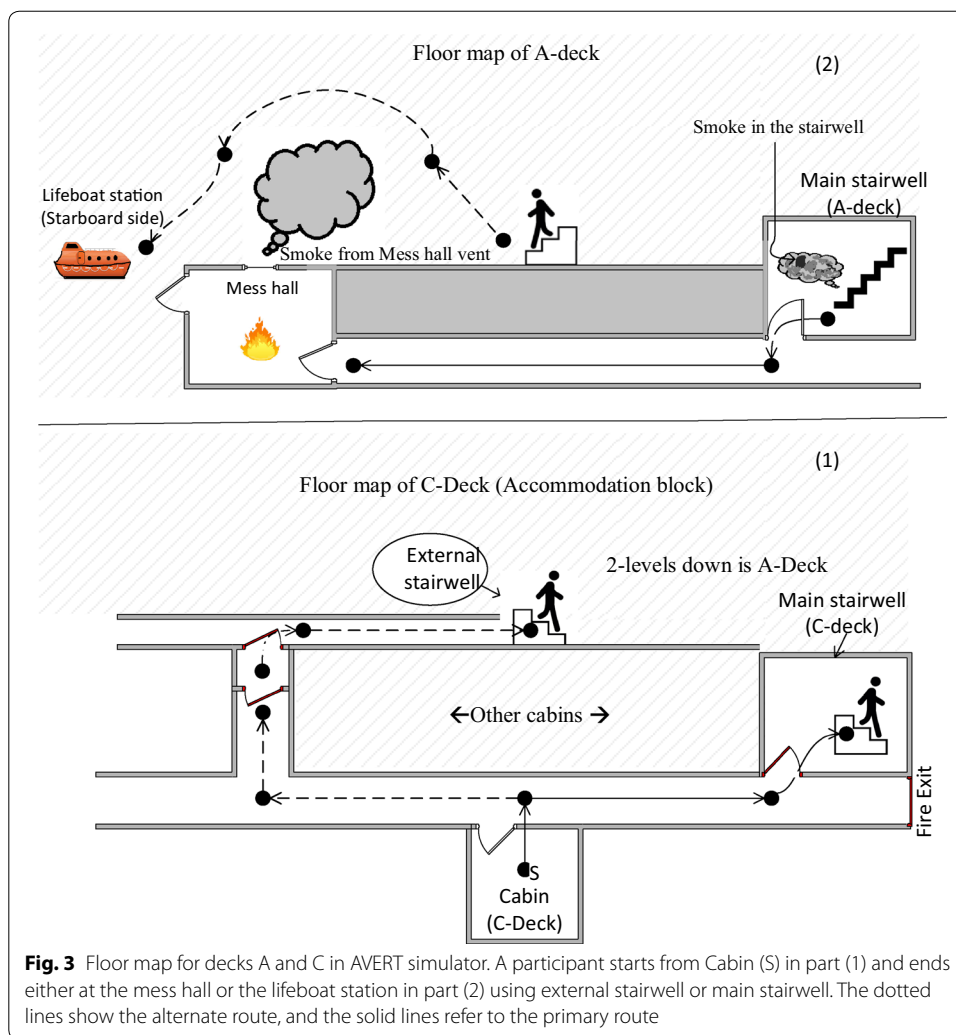 Floor map of A-deck
(2)
Smoke in the stairwell
Main stairwell
(A-deck)
Lifeboat station
(Starboard side)
Smoke from Mess hall vent
Mess hall
(1)
Floor map of C-Deck (Accommodation block)
External
stairwell
2-levels down is A-Deck
Main stairwell
(C-deck)
←Other cabins →
Fire Exit
S
Cabin
(C-Deck)
Fig. 3 Floor map for decks A and C in AVERT simulator. A participant starts from Cabin (S) in part (1) and ends
either at the mess hall or the lifeboat station in part (2) using external stairwell or main stairwell. The dotted
lines show the alternate route, and the solid lines refer to the primary route